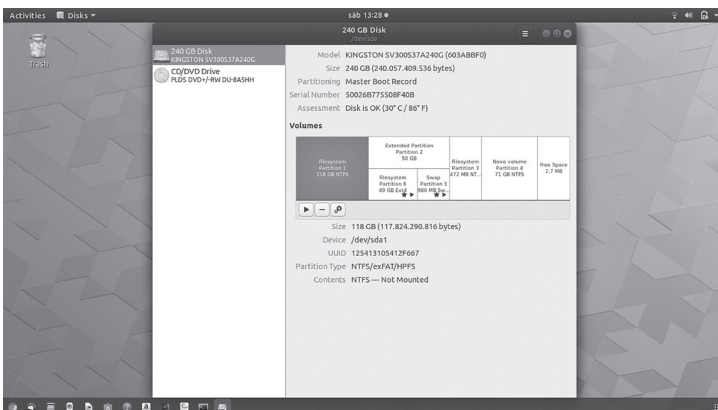 Activities Disks
sáb 13:28
Trash
240 GB Disk
/dev/sda
240 GB Disk
KINGSTON SV300S37A240G
CD/DVD Drive
PLDS DVD+/-RW DU-8A5HH
Model KINGSTON SV300S37A240G (603ABBF0)
Size 240 GB (240.057.409.536 bytes)
Partitioning Master Boot Record
Serial Number 50026B775508F40B
Assessment Disk is OK (30° C / 86° F)
Volumes
Filesystem
Partition 1
118 GB NTFS
Extended Partition
Partition 2
50 GB
Filesystem
Partition 6
49 GB Ext4
Swap
Partition 5
980 MB Sw...
Filesystem
Partition 3
472 MB NT...
Novo volume
Partition 4
71 GB NTFS
Free Space
2,7 MB
Size 118 GB (117.824.290.816 bytes)
Device /dev/sda1
UUID 125413105412F667
Partition Type NTFS/exFAT/HPFS
Contents NTFS — Not Mounted